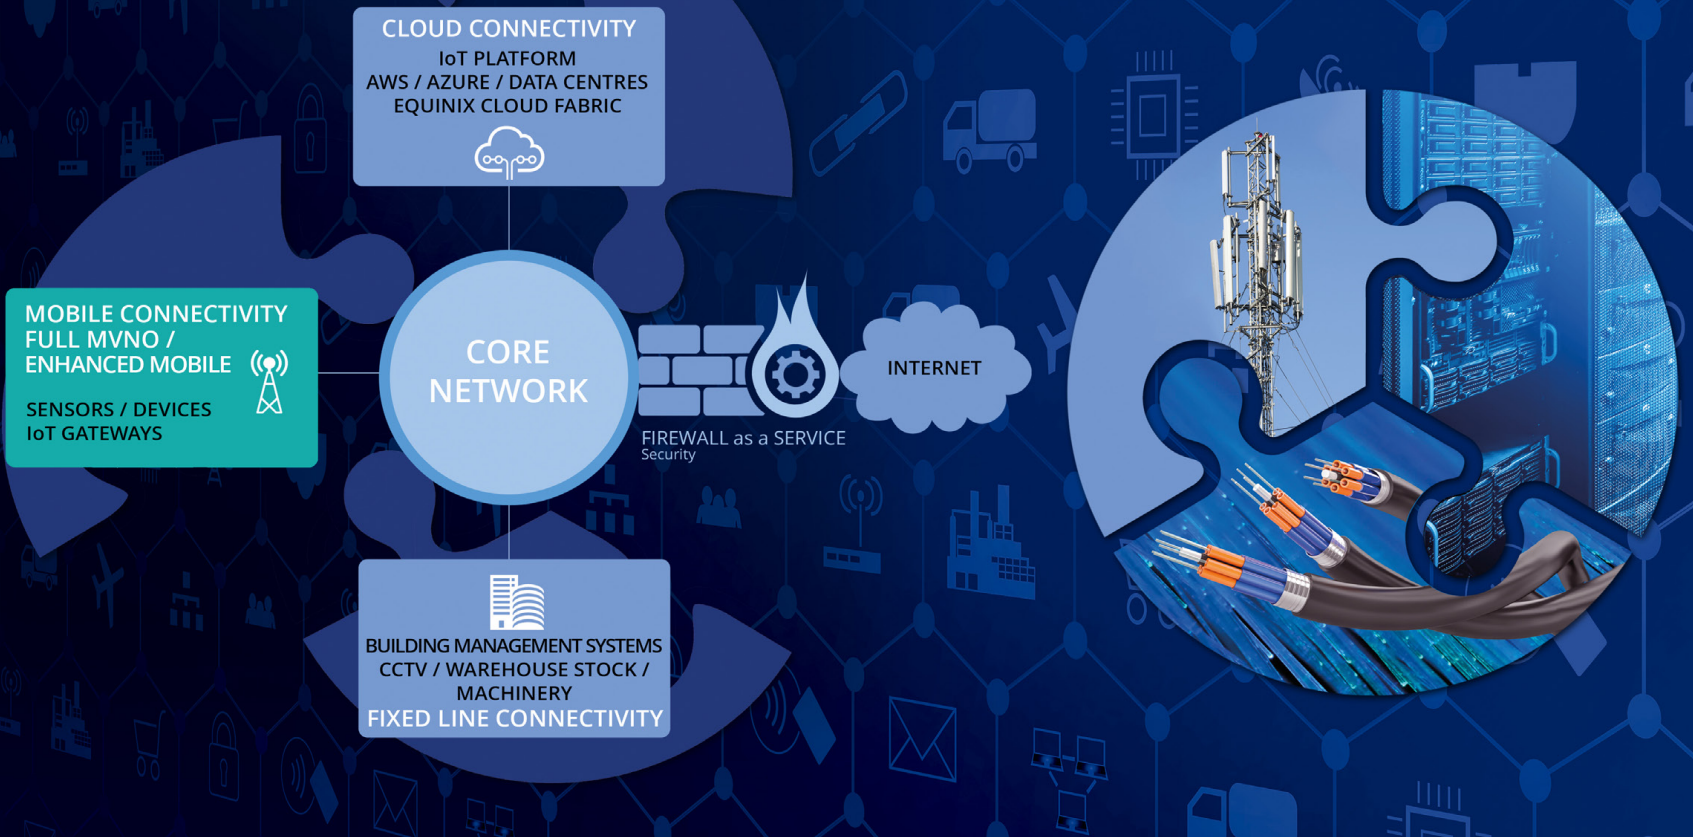 CLOUD CONNECTIVITY
IoT PLATFORM
AWS / AZURE / DATA CENTRES
EQUINIX CLOUD FABRIC
MOBILE CONNECTIVITY
FULL MVNO /
ENHANCED MOBILE
SENSORS / DEVICES
IoT GATEWAYS
CORE
NETWORK
FIREWALL as a SERVICE
Security
INTERNET
BUILDING MANAGEMENT SYSTEMS
CCTV / WAREHOUSE STOCK /
MACHINERY
FIXED LINE CONNECTIVITY